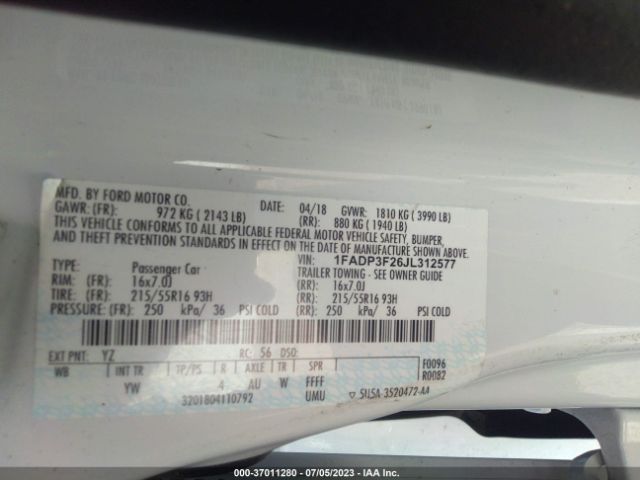 MFD. BY FORD MOTOR CO.
DATE: 04/18 GVWR: 1810 KG ( 3990 LB)
GAWR: (FR): 972 KG ( 2143 LB) (RR): 880 KG ( 1940 LB)
THIS VEHICLE CONFORMS TO ALL APPLICABLE FEDERAL MOTOR VEHICLE SAFETY, BUMPER,
AND THEFT PREVENTION STANDARDS IN EFFECT ON THE DATE OF MANUFACTURE SHOWN ABOVE.
VIN: 1FADP3F26JL312577
TYPE: Passenger Car TRAILER TOWING - SEE OWNER GUIDE
RIM: (FR): 16x7.0J (RR): 16x7.0J
TIRE: (FR): 215/55R16 93H (RR): 215/55R16 93H
PRESSURE: (FR): 250 kPa/ 36 PSI COLD (RR): 250 kPa/ 36 PSI COLD
EXT PNT: YZ RC: 56 DSO: F0096
WB INT TR TP/PS R AXLE TR SPR R0082
YW 4 AU W FFFF
3201804110792 UMU ▽ 5U5A 3520472-AA
000-37011280 - 07/05/2023 - IAA Inc.